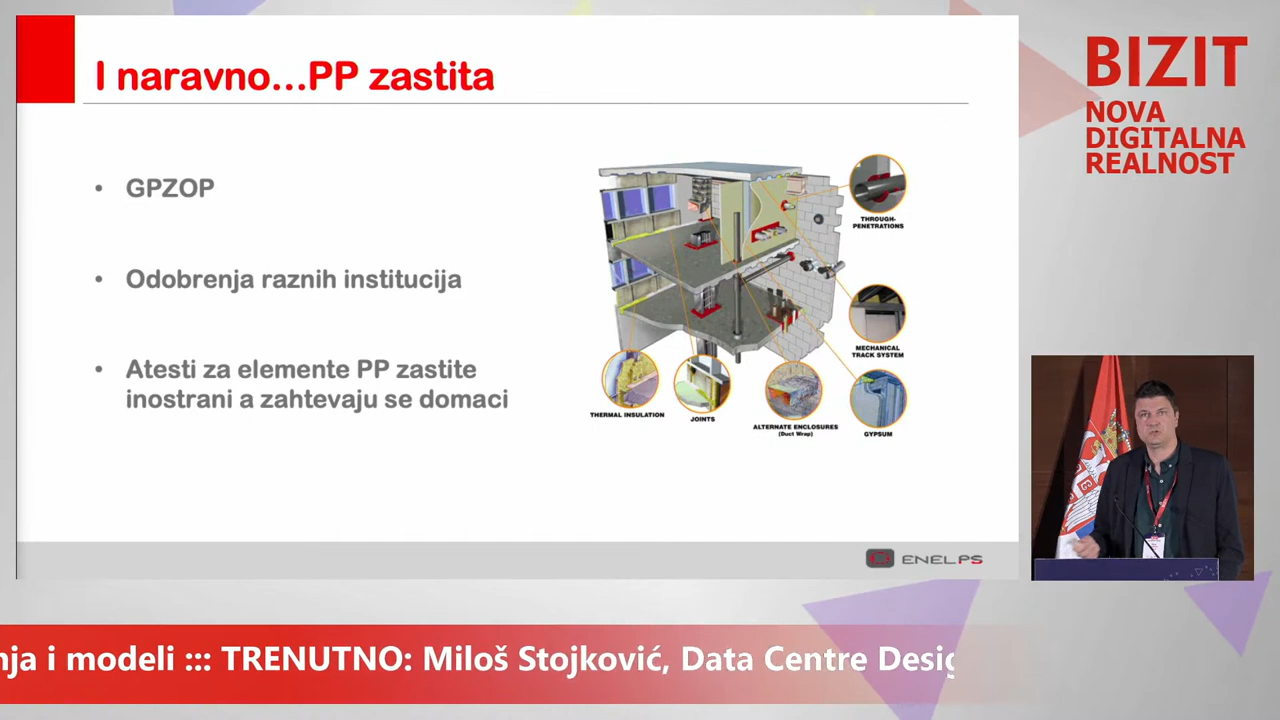 I naravno...PP zastita
• GPZOP
• Odobrenja raznih institucija
• Atesti za elemente PP zastite
inostrani a zahtevaju se domaci
THROUGH-
PENETRATIONS
MECHANICAL
TRACK SYSTEM
THERMAL INSULATION
JOINTS
ALTERNATE ENCLOSURES
(Duct Wrap)
GYPSUM
ENEL PS
BIZIT
NOVA
DIGITALNA
REALNOST
nja i modeli ::: TRENUTNO: Miloš Stojković, Data Centre Desig